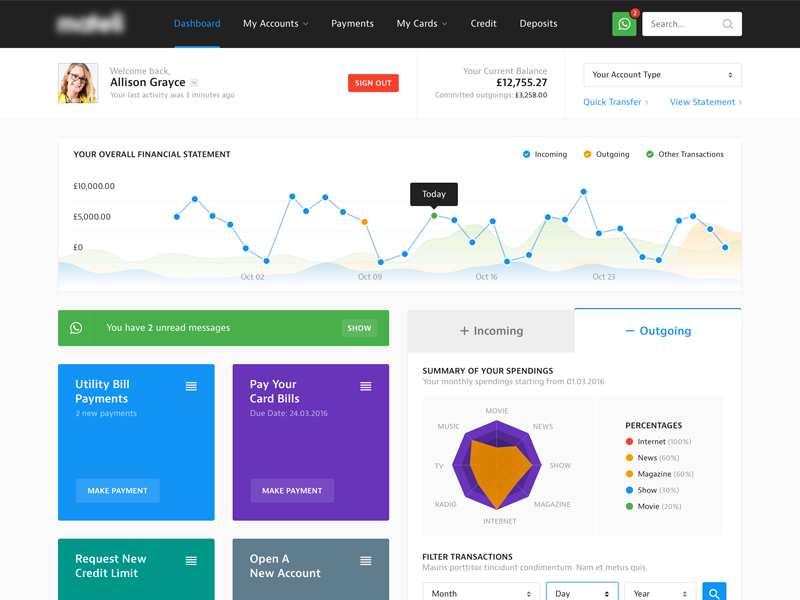 Dashboard
My Accounts
Payments
My Cards
Credit
Deposits
2
Search...
Welcome back,
Allison Grayce
Your last activity was 3 minutes ago
SIGN OUT
Your Current Balance
£12,755.27
Committed outgoings: £3,258.00
Your Account Type
Quick Transfer
View Statement
YOUR OVERALL FINANCIAL STATEMENT
Incoming
Outgoing
Other Transactions
£10,000.00
£5,000.00
£0
Today
Oct 02
Oct 09
Oct 16
Oct 23
You have 2 unread messages
SHOW
Utility Bill
Payments
2 new payments
MAKE PAYMENT
Pay Your
Card Bills
Due Date: 24.03.2016
MAKE PAYMENT
Request New
Credit Limit
Open A
New Account
+ Incoming
– Outgoing
SUMMARY OF YOUR SPENDINGS
Your monthly spendings starting from 01.03.2016
MOVIE
MUSIC
NEWS
TV
SHOW
RADIO
MAGAZINE
INTERNET
PERCENTAGES
Internet (100%)
News (60%)
Magazine (60%)
Show (30%)
Movie (20%)
FILTER TRANSACTIONS
Mauris porttitor tincidunt condimentum. Nam et metus quis.
Month
Day
Year